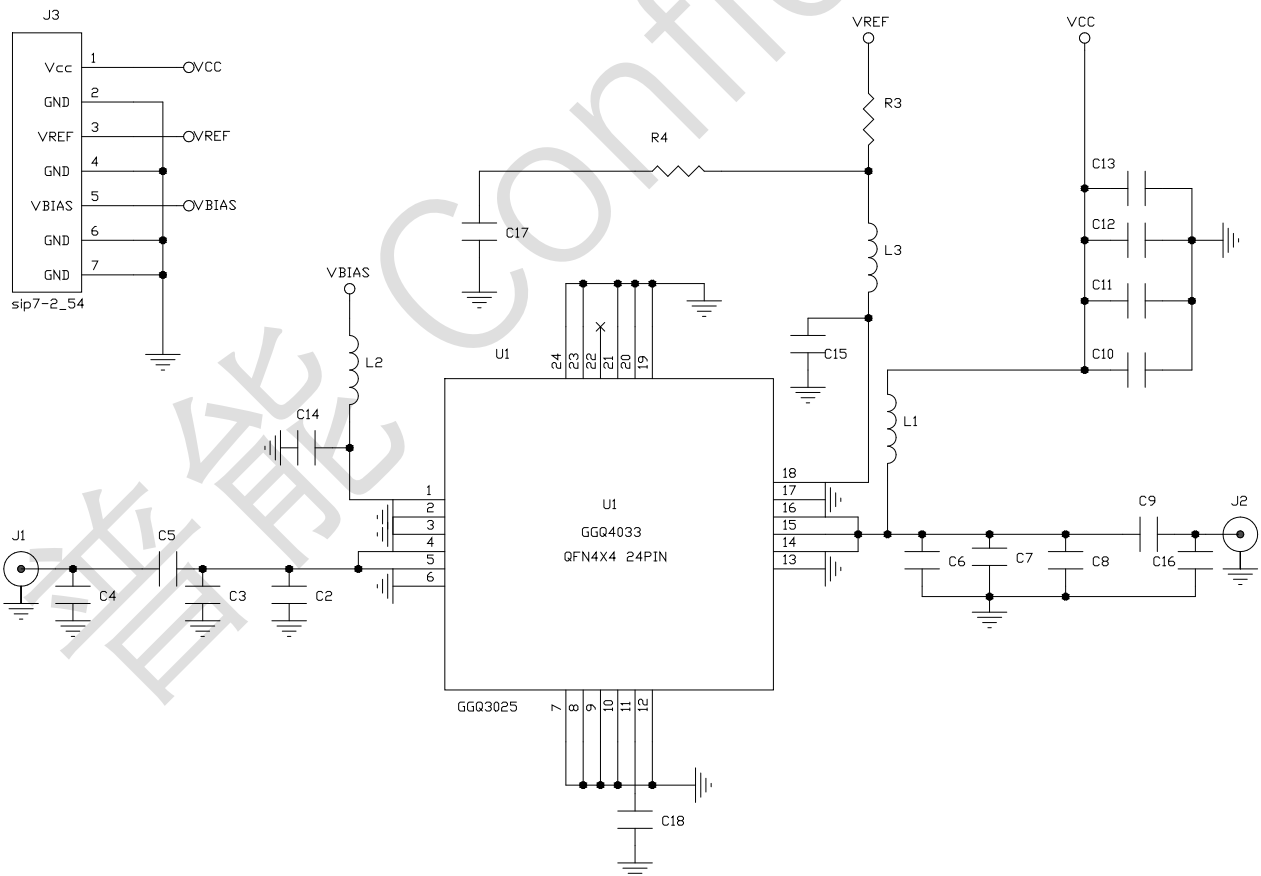 J3
Vcc 1 VCC
GND 2
VREF 3 VREF
GND 4
VBIAS 5 VBIAS
GND 6
GND 7
sip7-2_54
VREF
VCC
R3
R4
C17
L3
C15
C13
C12
C11
C10
L1
VBIAS
L2
C14
U1
24 23 22 21 20 19
1
2
3
4
5
6
18
17
16
15
14
13
U1
GGQ4033
QFN4X4 24PIN
J1
C5
C4
C3
C2
C9
J2
C6
C7
C8
C16
GGQ3025
7 8 9 10 11 12
C18
普能 Confi